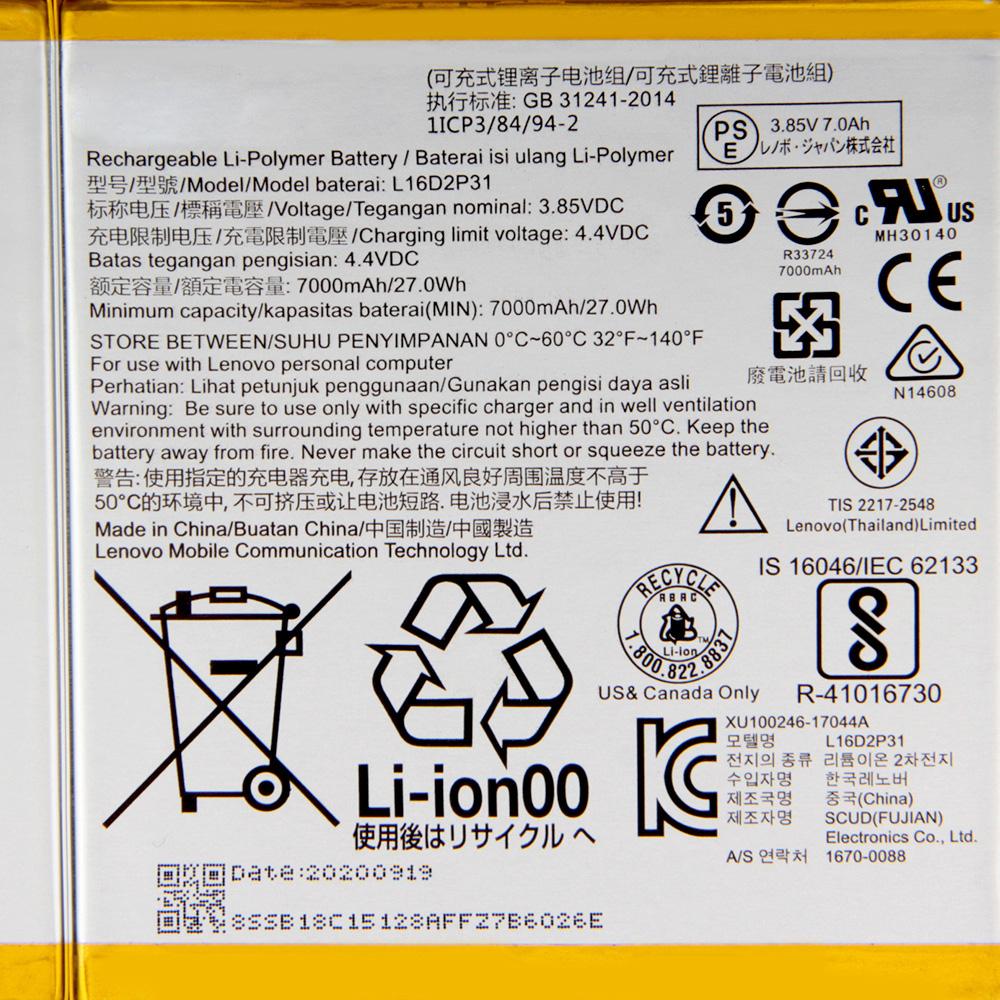 (可充式锂离子电池组/可充式鋰離子電池組)
执行标准: GB 31241-2014
1ICP3/84/94-2
PSE
3.85V 7.0Ah
レノボ・ジャパン株式会社
Rechargeable Li-Polymer Battery / Baterai isi ulang Li-Polymer
型号/型號/Model/Model baterai: L16D2P31
标称电压/標稱電壓/Voltage/Tegangan nominal: 3.85VDC
充电限制电压/充電限制電壓/Charging limit voltage: 4.4VDC
Batas tegangan pengisian: 4.4VDC
额定容量/額定電容量: 7000mAh/27.0Wh
Minimum capacity/kapasitas baterai(MIN): 7000mAh/27.0Wh
5
R33724
7000mAh
c RU ® US
MH30140
CE
STORE BETWEEN/SUHU PENYIMPANAN 0°C~60°C 32°F~140°F
For use with Lenovo personal computer
Perhatian: Lihat petunjuk penggunaan/Gunakan pengisi daya asli
Warning: Be sure to use only with specific charger and in well ventilation
environment with surrounding temperature not higher than 50°C. Keep the
battery away from fire. Never make the circuit short or squeeze the battery.
廢電池請回收
N14608
警告: 使用指定的充电器充电, 存放在通风良好周围温度不高于
50°C的环境中, 不可挤压或让电池短路. 电池浸水后禁止使用!
Made in China/Buatan China/中国制造/中國製造
Lenovo Mobile Communication Technology Ltd.
TIS 2217-2548
Lenovo(Thailand)Limited
IS 16046/IEC 62133
R-41016730
RECYCLE
RBRC
Li-ion
TM
1.800.822.8837
US& Canada Only
Li-ion00
使用後はリサイクル へ
XU100246-17044A
모델명 L16D2P31
전지의 종류 리튬이온 2차전지
수입자명 한국레노버
제조국명 중국(China)
제조자명 SCUD(FUJIAN)
Electronics Co., Ltd.
A/S 연락처 1670-0088
Date:20200919
8SSB18C15128AFFZ7B6026E